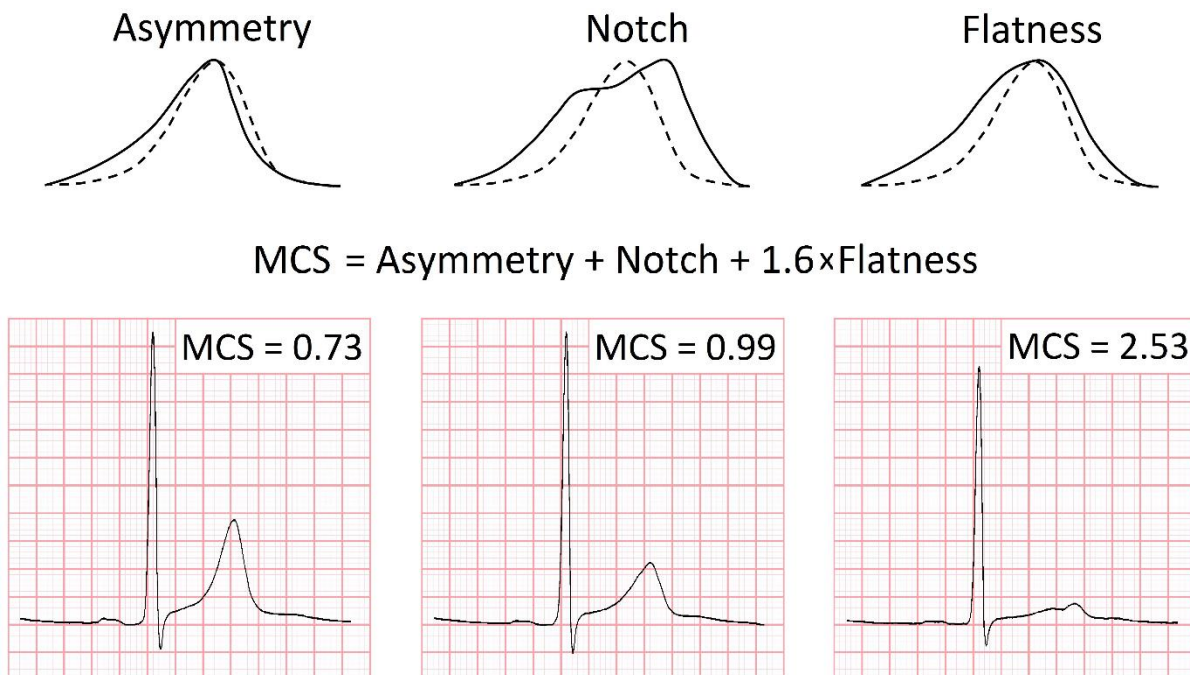 Asymmetry
Notch
Flatness
MCS = Asymmetry + Notch + 1.6×Flatness
MCS = 0.73
MCS = 0.99
MCS = 2.53